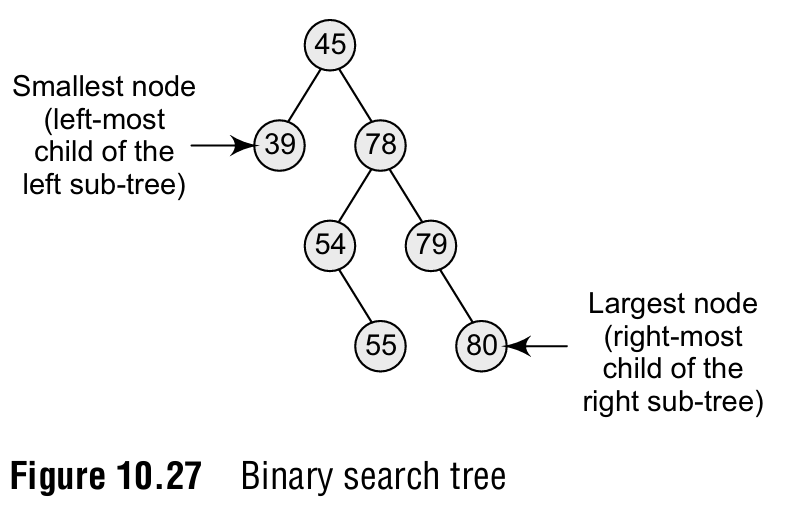 45
Smallest node
(left-most
child of the
left sub-tree)
39
78
54
79
55
80
Largest node
(right-most
child of the
right sub-tree)
Figure 10.27 Binary search tree